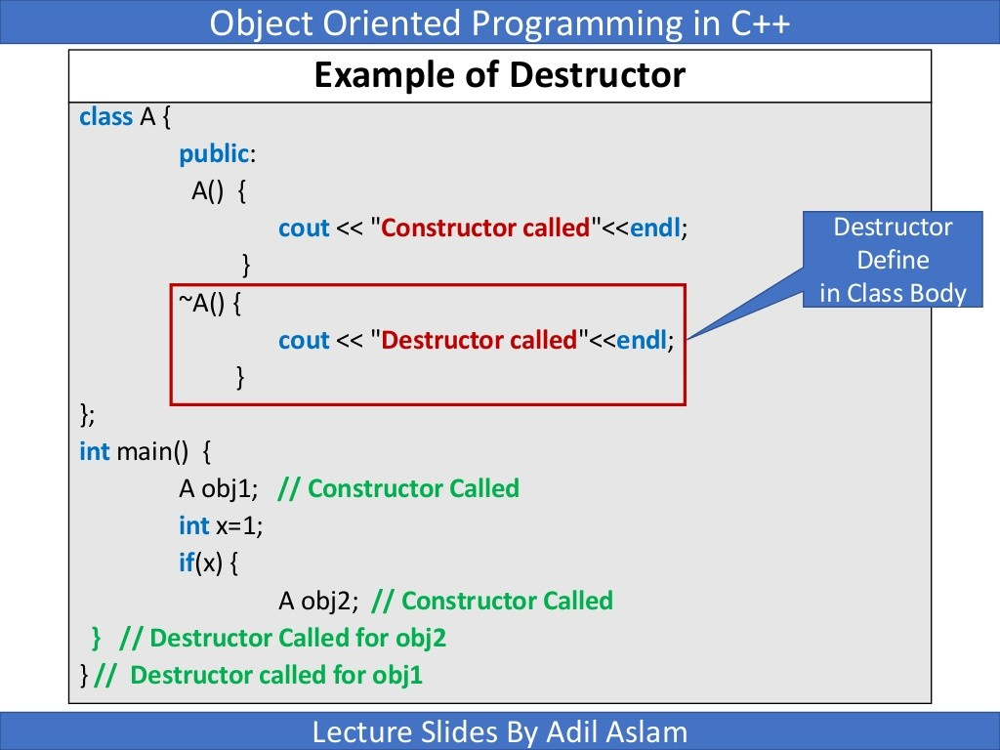 Object Oriented Programming in C++
Example of Destructor
class A {
public:
A() {
cout << "Constructor called"<<endl;
}
~A() {
cout << "Destructor called"<<endl;
}
};
Destructor
Define
in Class Body
int main() {
A obj1; // Constructor Called
int x=1;
if(x) {
A obj2; // Constructor Called
} // Destructor Called for obj2
} // Destructor called for obj1
Lecture Slides By Adil Aslam